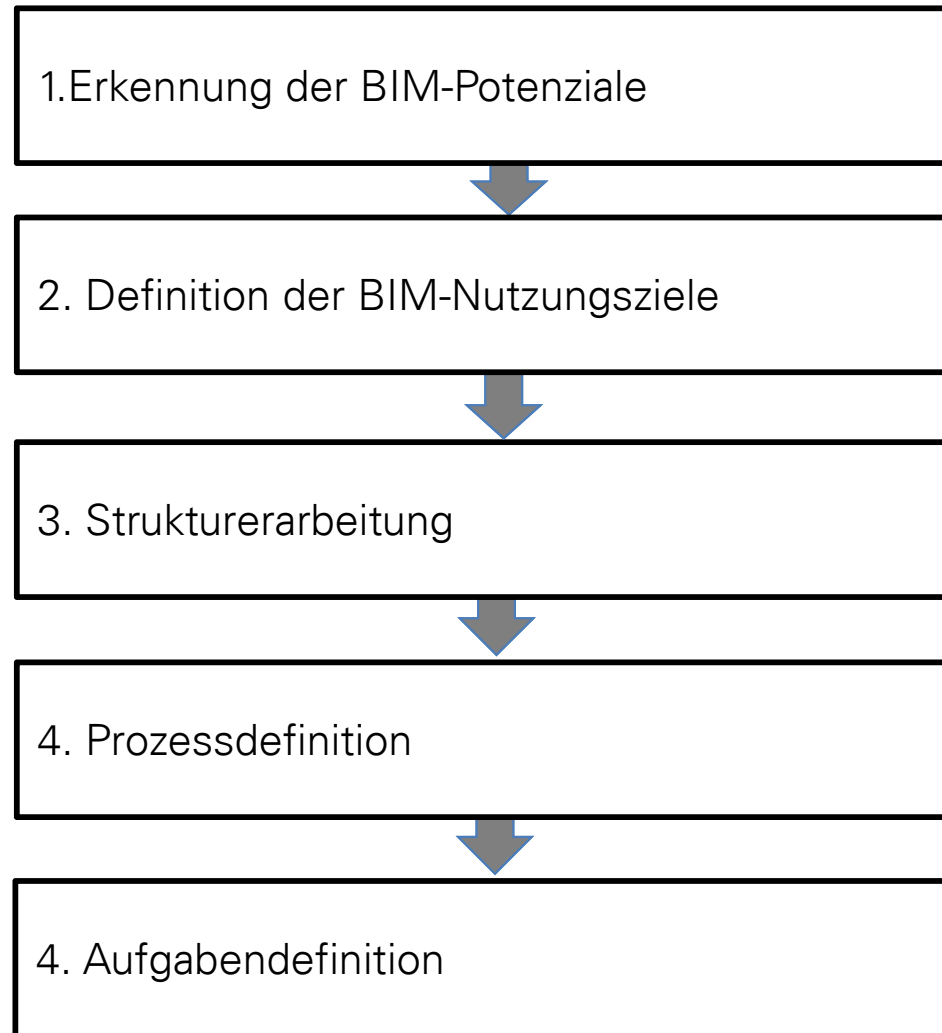 1.Erkennung der BIM-Potenziale
2. Definition der BIM-Nutzungsziele
3. Strukturerarbeitung
4. Prozessdefinition
4. Aufgabendefinition